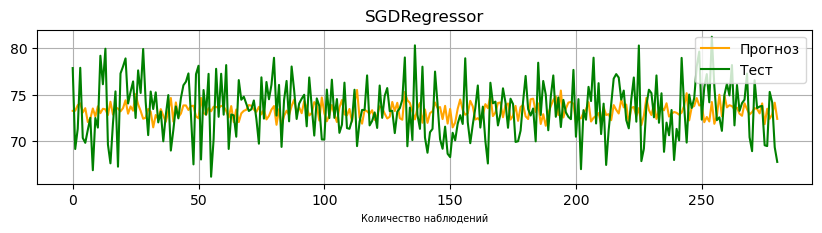 SGDRegressor
80
75
70
Прогноз
Тест
0 50 100 150 200 250
Количество наблюдений